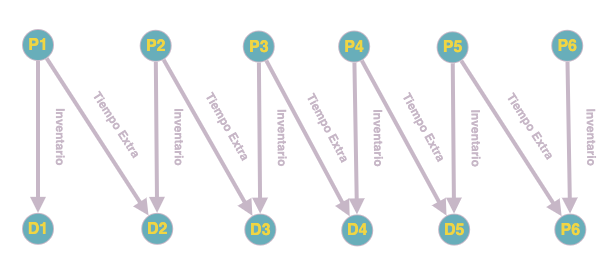 P1 P2 P3 P4 P5 P6
Inventario
Tiempo Extra
Inventario
Tiempo Extra
Inventario
Tiempo Extra
Inventario
Tiempo Extra
Inventario
Tiempo Extra
Inventario
D1 D2 D3 D4 D5 P6